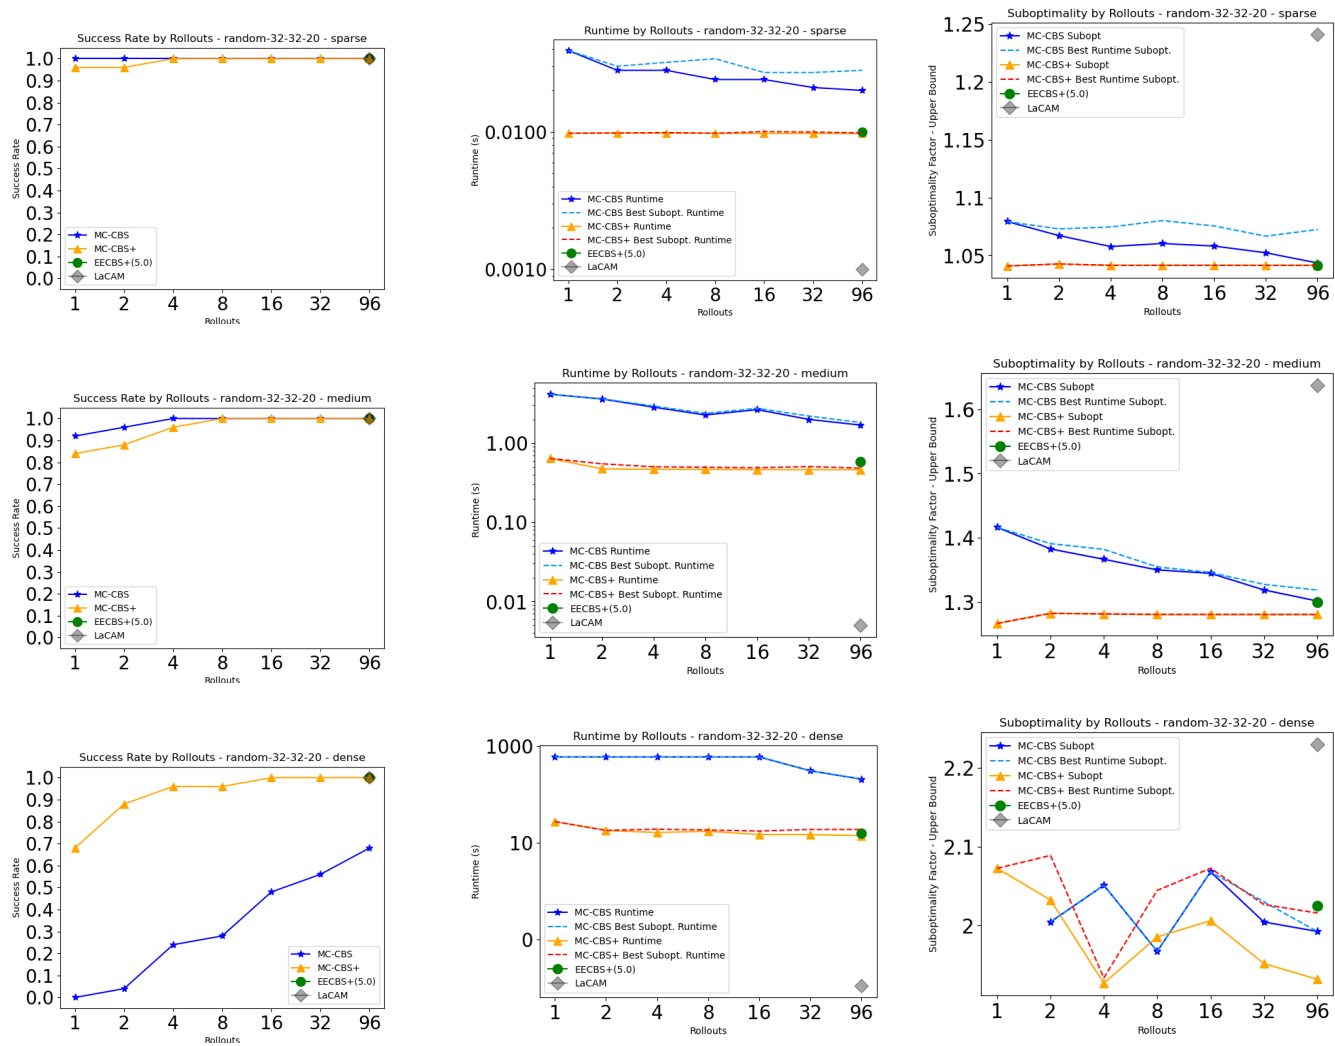 Success Rate by Rollouts - random-32-32-20 - sparse
1.0
0.9
0.8
0.7
0.6
0.5
0.4
0.3
0.2
0.1
0.0
Success Rate
MC-CBS
MC-CBS+
EECBS+(5.0)
LaCAM
1 2 4 8 16 32 96
Rollouts
Runtime by Rollouts - random-32-32-20 - sparse
0.0100
0.0010
Runtime (s)
MC-CBS Runtime
MC-CBS Best Subopt. Runtime
MC-CBS+ Runtime
MC-CBS+ Best Subopt. Runtime
EECBS+(5.0)
LaCAM
1 2 4 8 16 32 96
Rollouts
Suboptimality by Rollouts - random-32-32-20 - sparse
1.25
1.2
1.15
1.1
1.05
Suboptimality Factor - Upper Bound
MC-CBS Subopt
MC-CBS Best Runtime Subopt.
MC-CBS+ Subopt
MC-CBS+ Best Runtime Subopt.
EECBS+(5.0)
LaCAM
1 2 4 8 16 32 96
Rollouts
Success Rate by Rollouts - random-32-32-20 - medium
1.0
0.9
0.8
0.7
0.6
0.5
0.4
0.3
0.2
0.1
0.0
Success Rate
MC-CBS
MC-CBS+
EECBS+(5.0)
LaCAM
1 2 4 8 16 32 96
Rollouts
Runtime by Rollouts - random-32-32-20 - medium
1.00
0.10
0.01
Runtime (s)
MC-CBS Runtime
MC-CBS Best Subopt. Runtime
MC-CBS+ Runtime
MC-CBS+ Best Subopt. Runtime
EECBS+(5.0)
LaCAM
1 2 4 8 16 32 96
Rollouts
Suboptimality by Rollouts - random-32-32-20 - medium
1.6
1.5
1.4
1.3
Suboptimality Factor - Upper Bound
MC-CBS Subopt
MC-CBS Best Runtime Subopt.
MC-CBS+ Subopt
MC-CBS+ Best Runtime Subopt.
EECBS+(5.0)
LaCAM
1 2 4 8 16 32 96
Rollouts
Success Rate by Rollouts - random-32-32-20 - dense
1.0
0.9
0.8
0.7
0.6
0.5
0.4
0.3
0.2
0.1
0.0
Success Rate
MC-CBS
MC-CBS+
EECBS+(5.0)
LaCAM
1 2 4 8 16 32 96
Rollouts
Runtime by Rollouts - random-32-32-20 - dense
1000
10
0
Runtime (s)
MC-CBS Runtime
MC-CBS Best Subopt. Runtime
MC-CBS+ Runtime
MC-CBS+ Best Subopt. Runtime
EECBS+(5.0)
LaCAM
1 2 4 8 16 32 96
Rollouts
Suboptimality by Rollouts - random-32-32-20 - dense
2.2
2.1
2
Suboptimality Factor - Upper Bound
MC-CBS Subopt
MC-CBS Best Runtime Subopt.
MC-CBS+ Subopt
MC-CBS+ Best Runtime Subopt.
EECBS+(5.0)
LaCAM
1 2 4 8 16 32 96
Rollouts